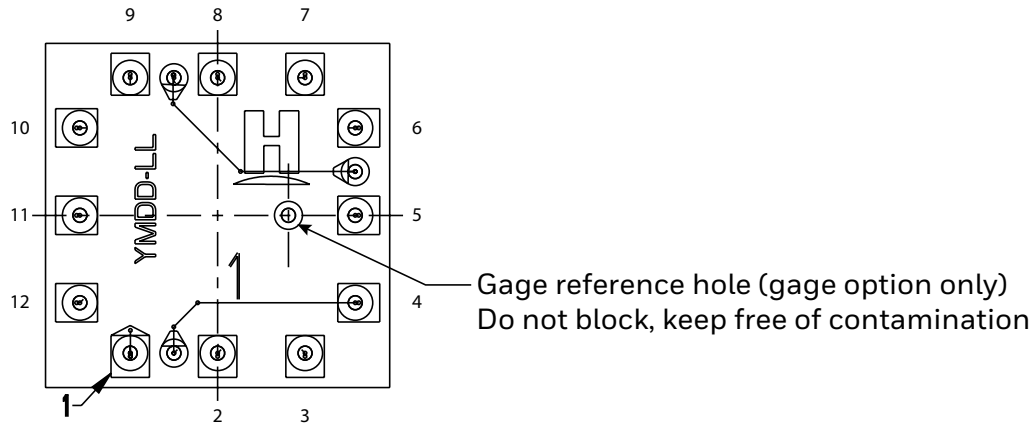 9 8 7
10 6
YMDD-LL
H
11 5
1
Gage reference hole (gage option only)
12 4
Do not block, keep free of contamination
1
2 3